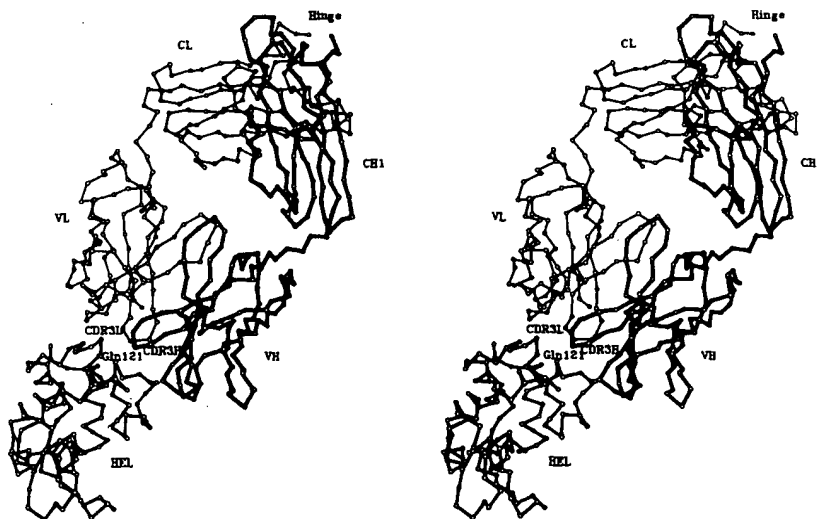 Hinge
CL
CH1
VL
CDR3L
Gln121
CDR3H
VH
HEL
Hinge
CL
CH
VL
CDR3L
Gln121
CDR3H
VH
HEL